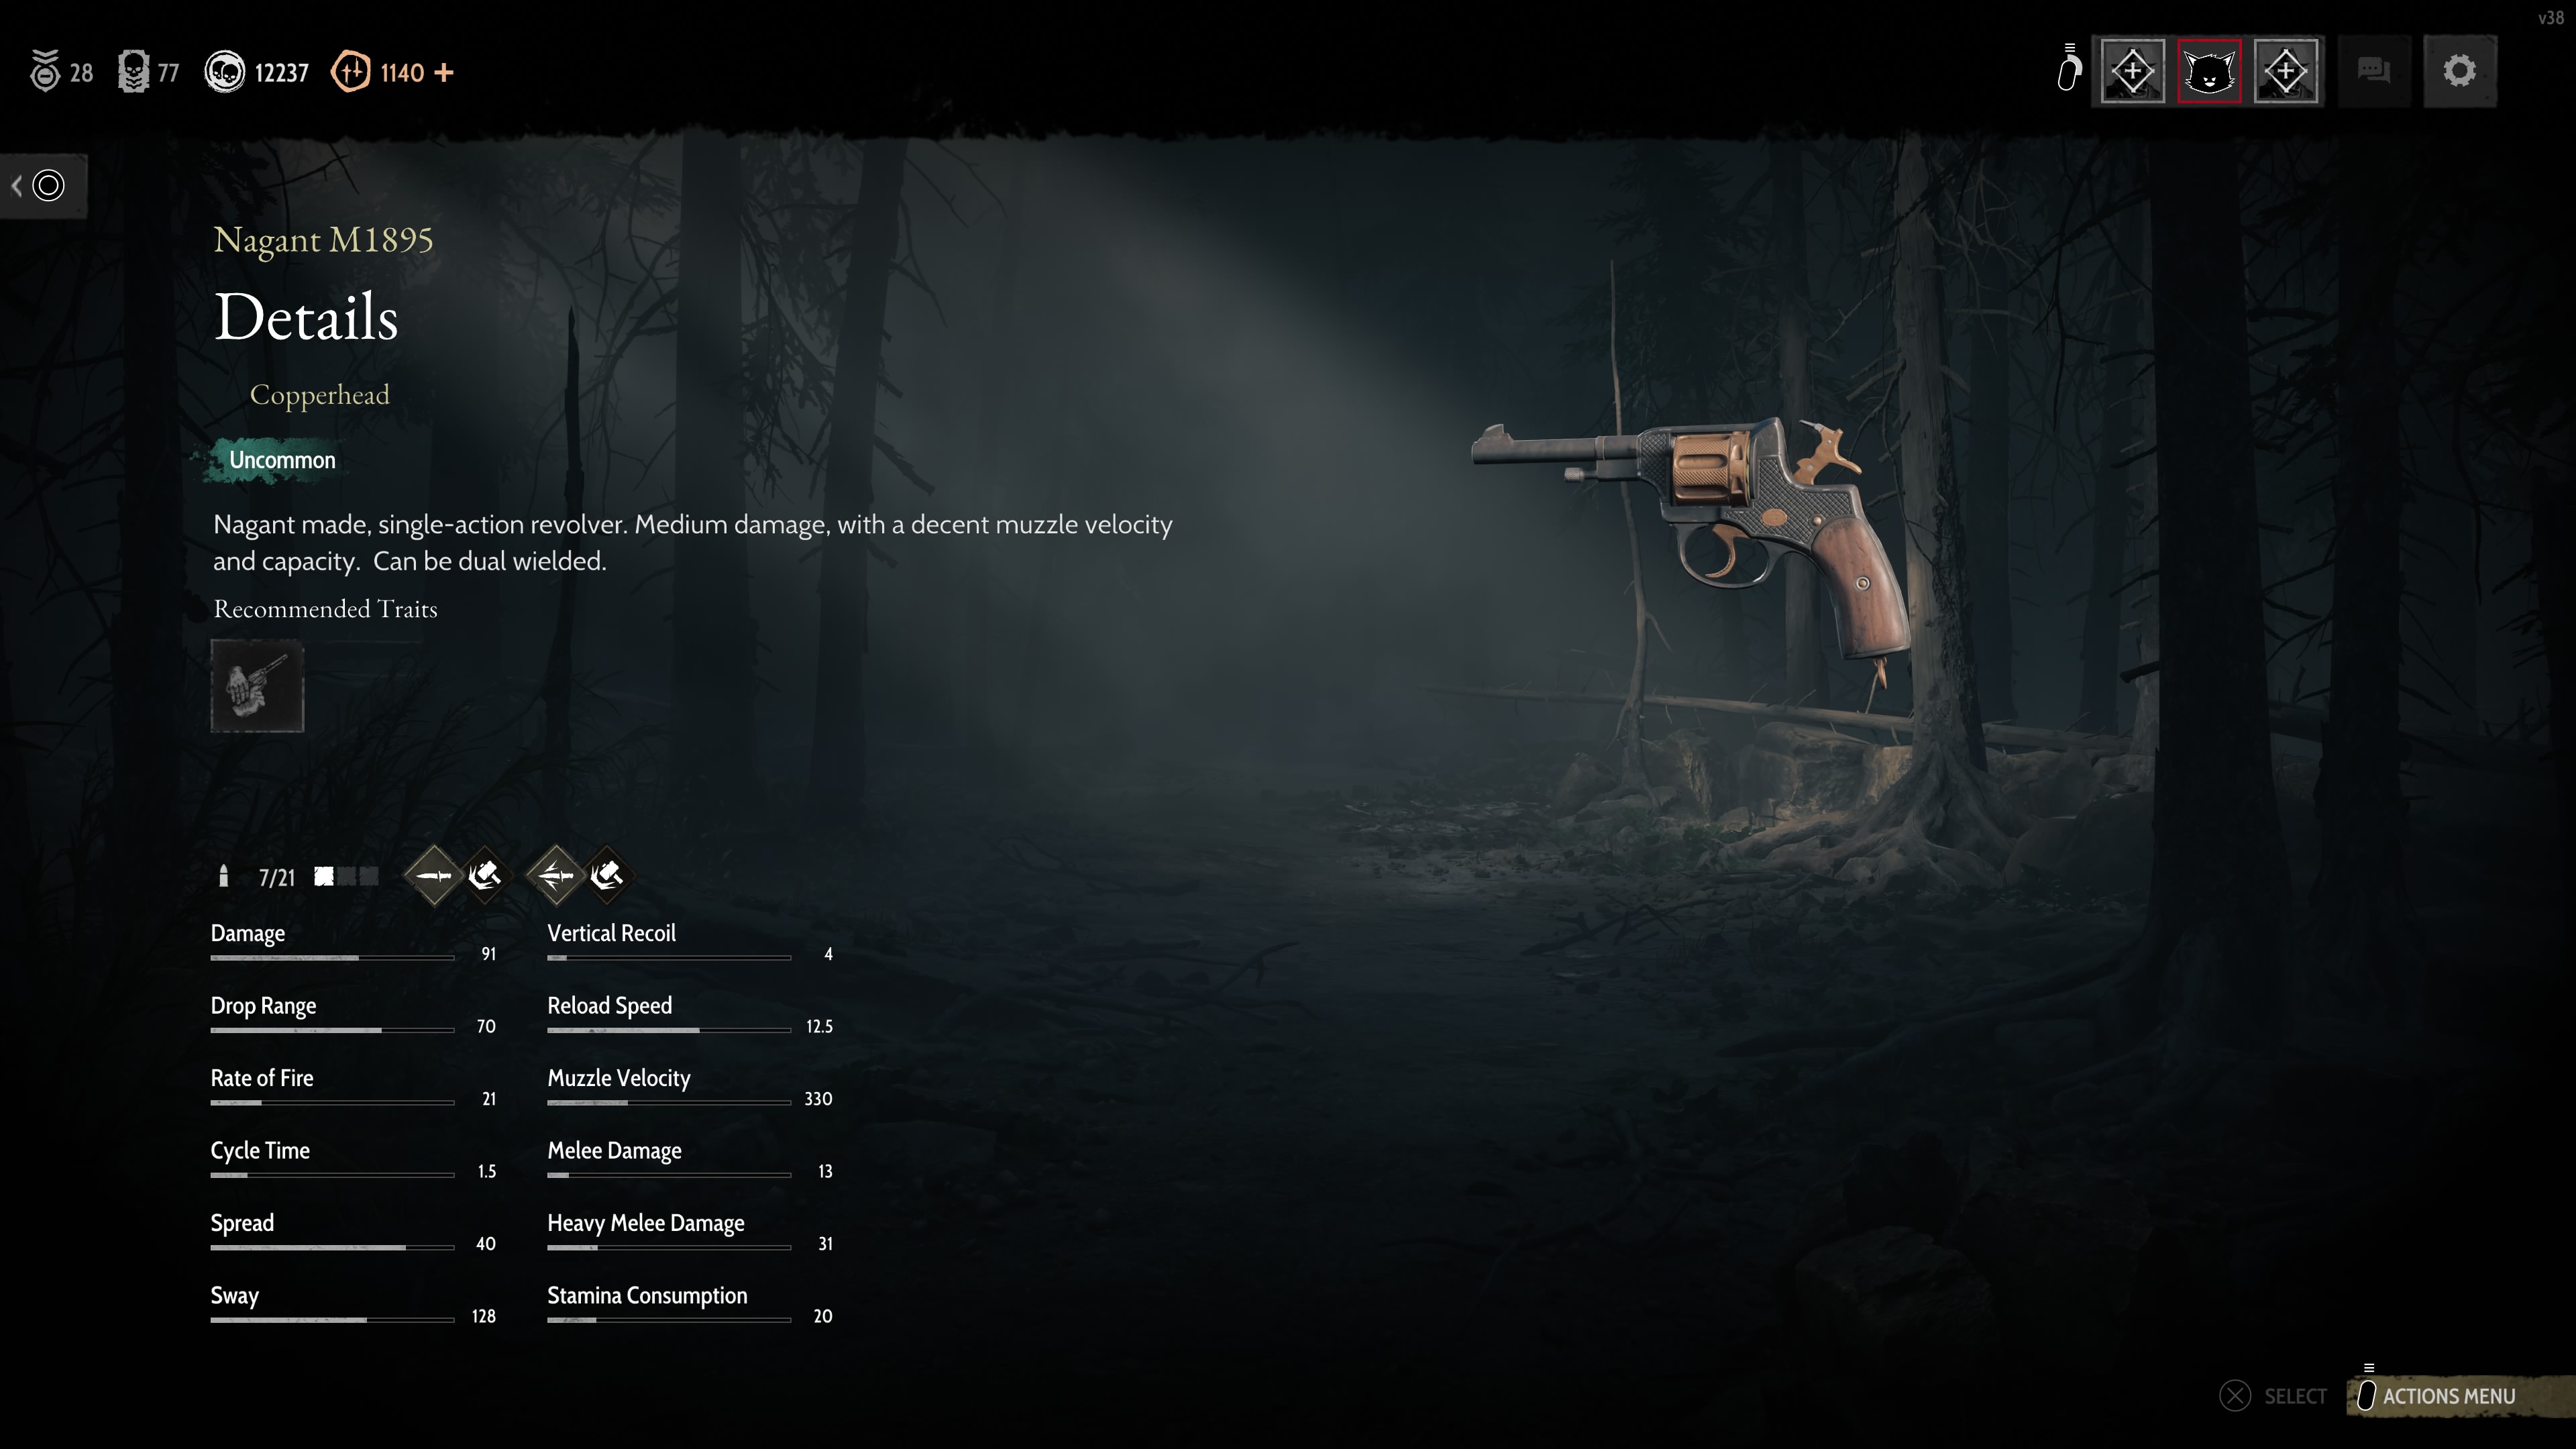 v38
28 77 12237 1140 +
Nagant M1895
Details
Copperhead
Uncommon
Nagant made, single-action revolver. Medium damage, with a decent muzzle velocity
and capacity.  Can be dual wielded.
Recommended Traits
7/21
Damage 91
Vertical Recoil 4
Drop Range 70
Reload Speed 12.5
Rate of Fire 21
Muzzle Velocity 330
Cycle Time 1.5
Melee Damage 13
Spread 40
Heavy Melee Damage 31
Sway 128
Stamina Consumption 20
SELECT
ACTIONS MENU